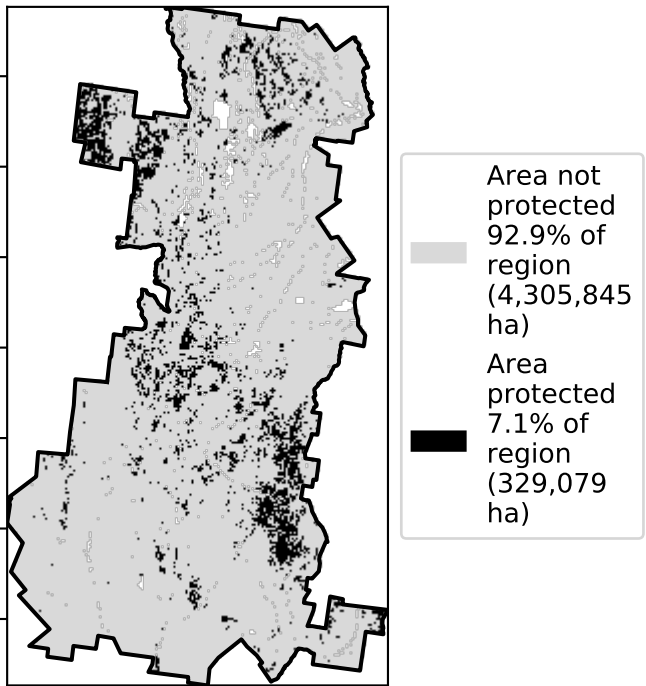 Area not
protected
92.9% of
region
(4,305,845
ha)
Area
protected
7.1% of
region
(329,079
ha)